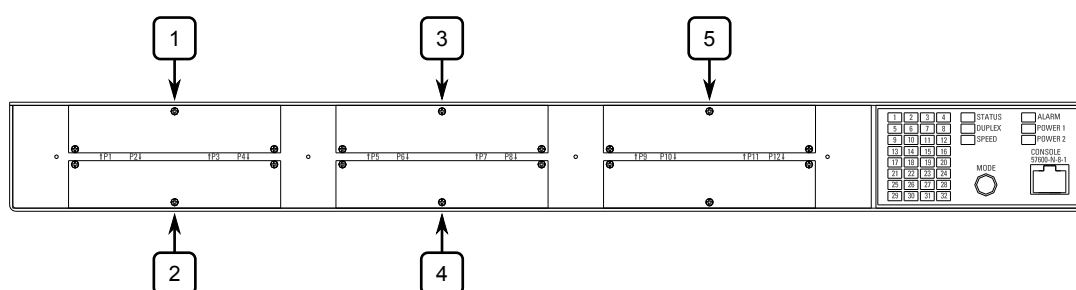 1 3 5
↑P1 P2↓ ↑P3 P4↓ ↑P5 P6↓ ↑P7 P8↓ ↑P9 P10↓ ↑P11 P12↓
1 2 3 4
5 6 7 8
9 10 11 12
13 14 15 16
17 18 19 20
21 22 23 24
25 26 27 28
29 30 31 32
STATUS
DUPLEX
SPEED
ALARM
POWER 1
POWER 2
MODE
CONSOLE
57600-N-8-1
2 4